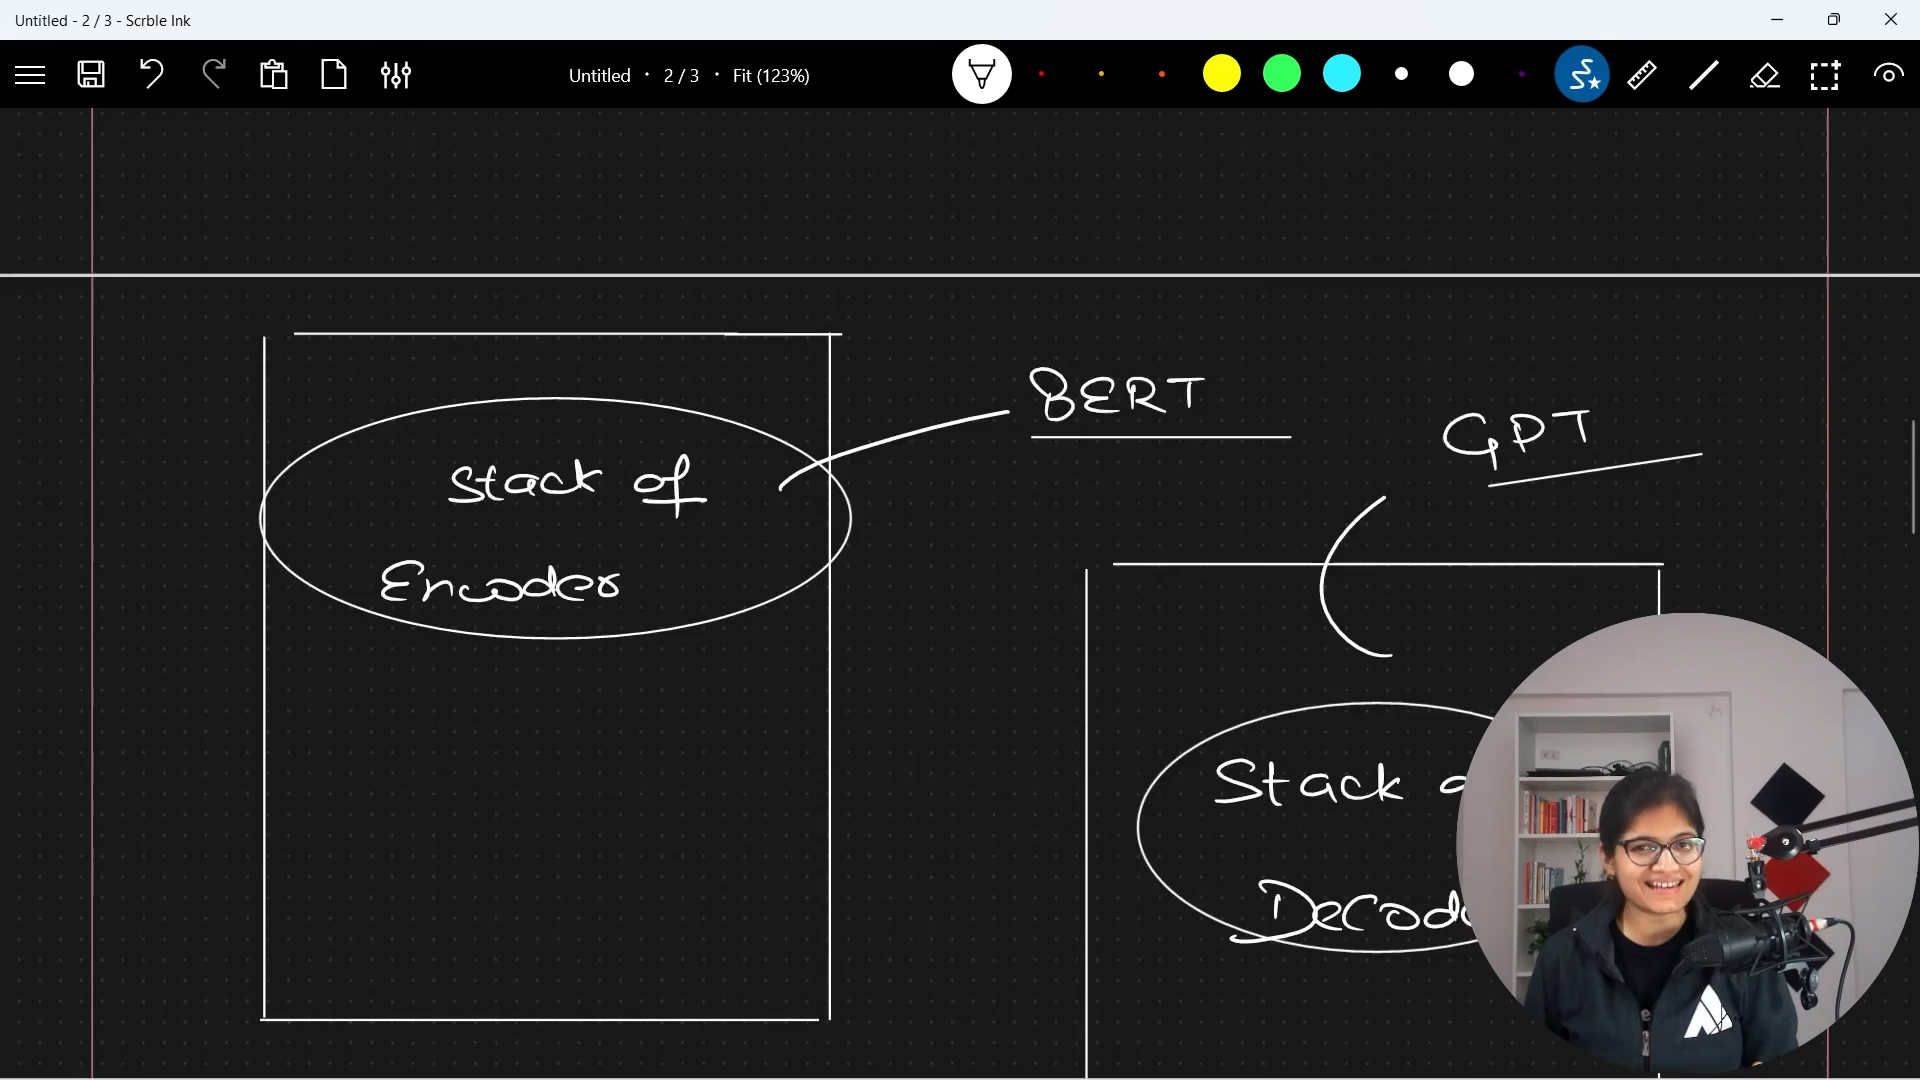 Untitled - 2 / 3 - Scrble Ink
Untitled • 2 / 3 • Fit (123%)
BERT
GPT
Stack of
Encoder
Stack